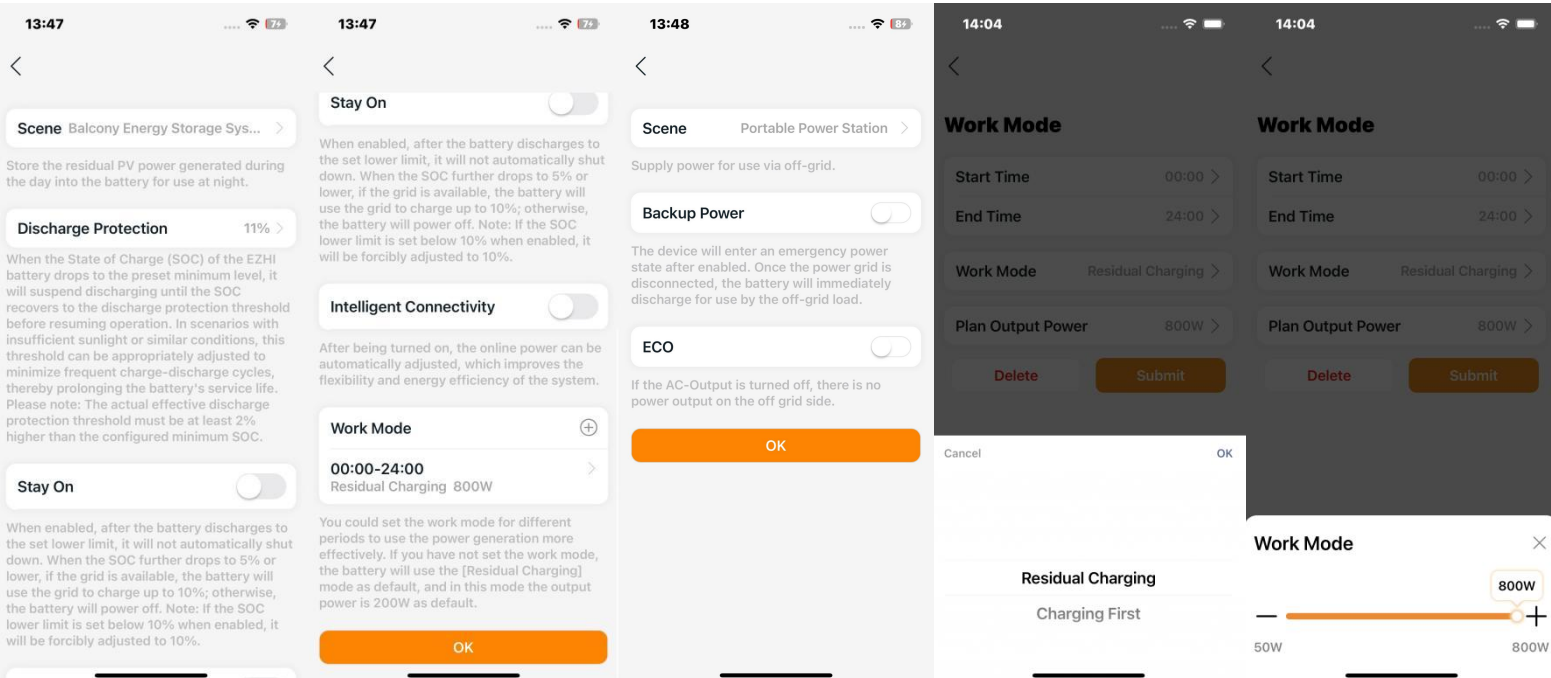 13:47
Scene Balcony Energy Storage Sys... >
Store the residual PV power generated during
the day into the battery for use at night.
Discharge Protection 11% >
When the State of Charge (SOC) of the EZHI
battery drops to the preset minimum level, it
will suspend discharging until the SOC
recovers to the discharge protection threshold
before resuming operation. In scenarios with
insufficient sunlight or similar conditions, this
threshold can be appropriately adjusted to
minimize frequent charge-discharge cycles,
thereby prolonging the battery's service life.
Please note: The actual effective discharge
protection threshold must be at least 2%
higher than the configured minimum SOC.
Stay On
When enabled, after the battery discharges to
the set lower limit, it will not automatically shut
down. When the SOC further drops to 5% or
lower, if the grid is available, the battery will
use the grid to charge up to 10%; otherwise,
the battery will power off. Note: If the SOC
lower limit is set below 10% when enabled, it
will be forcibly adjusted to 10%.
13:47
Stay On
When enabled, after the battery discharges to
the set lower limit, it will not automatically shut
down. When the SOC further drops to 5% or
lower, if the grid is available, the battery will
use the grid to charge up to 10%; otherwise,
the battery will power off. Note: If the SOC
lower limit is set below 10% when enabled, it
will be forcibly adjusted to 10%.
Intelligent Connectivity
After being turned on, the online power can be
automatically adjusted, which improves the
flexibility and energy efficiency of the system.
Work Mode
00:00-24:00
Residual Charging 800W
You could set the work mode for different
periods to use the power generation more
effectively. If you have not set the work mode,
the battery will use the [Residual Charging]
mode as default, and in this mode the output
power is 200W as default.
OK
13:48
Scene Portable Power Station >
Supply power for use via off-grid.
Backup Power
The device will enter an emergency power
state after enabled. Once the power grid is
disconnected, the battery will immediately
discharge for use by the off-grid load.
ECO
If the AC-Output is turned off, there is no
power output on the off grid side.
OK
14:04
Work Mode
Start Time 00:00 >
End Time 24:00 >
Work Mode Residual Charging >
Plan Output Power 800W >
Delete Submit
Cancel OK
Residual Charging
Charging First
14:04
Work Mode
Start Time 00:00 >
End Time 24:00 >
Work Mode Residual Charging >
Plan Output Power 800W >
Delete Submit
Work Mode
800W
50W 800W